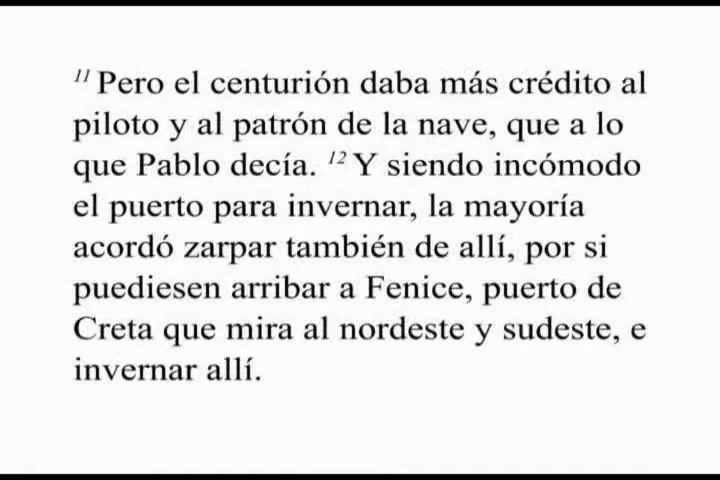 11 Pero el centurión daba más crédito al
piloto y al patrón de la nave, que a lo
que Pablo decía. 12 Y siendo incómodo
el puerto para invernar, la mayoría
acordó zarpar también de allí, por si
puediesen arribar a Fenice, puerto de
Creta que mira al nordeste y sudeste, e
invernar allí.